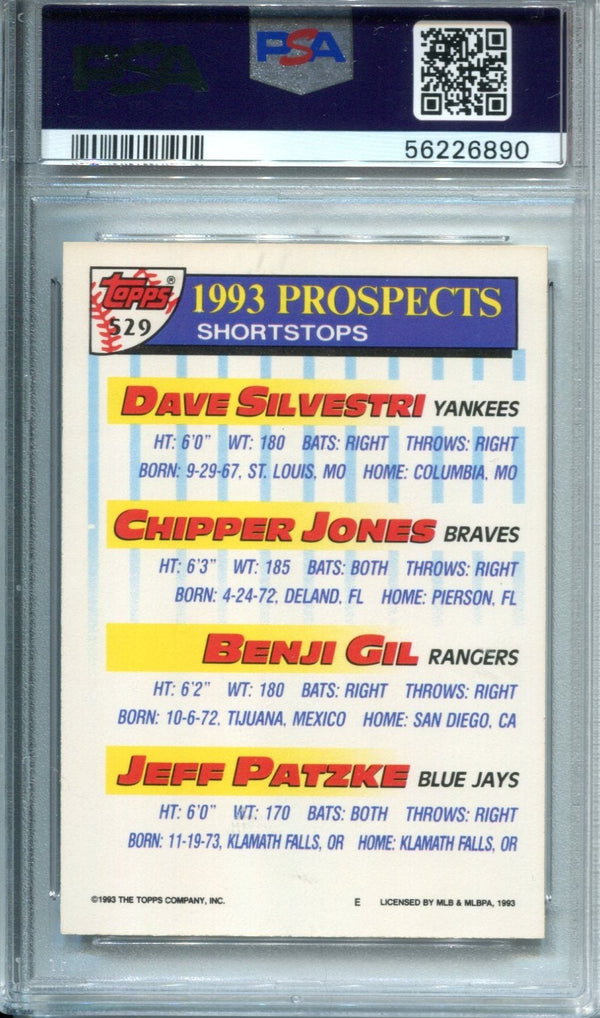 PSA
PSA
56226890
Topps®
529
1993 PROSPECTS
SHORTSTOPS
DAVE SILVESTRI YANKEES
HT: 6'0" WT: 180 BATS: RIGHT THROWS: RIGHT
BORN: 9-29-67, ST. LOUIS, MO HOME: COLUMBIA, MO
CHIPPER JONES BRAVES
HT: 6'3" WT: 185 BATS: BOTH THROWS: RIGHT
BORN: 4-24-72, DELAND, FL HOME: PIERSON, FL
BENJI GIL RANGERS
HT: 6'2" WT: 180 BATS: RIGHT THROWS: RIGHT
BORN: 10-6-72, TIJUANA, MEXICO HOME: SAN DIEGO, CA
JEFF PATZKE BLUE JAYS
HT: 6'0" WT: 170 BATS: BOTH THROWS: RIGHT
BORN: 11-19-73, KLAMATH FALLS, OR HOME: KLAMATH FALLS, OR
©1993 THE TOPPS COMPANY, INC. E LICENSED BY MLB & MLBPA, 1993